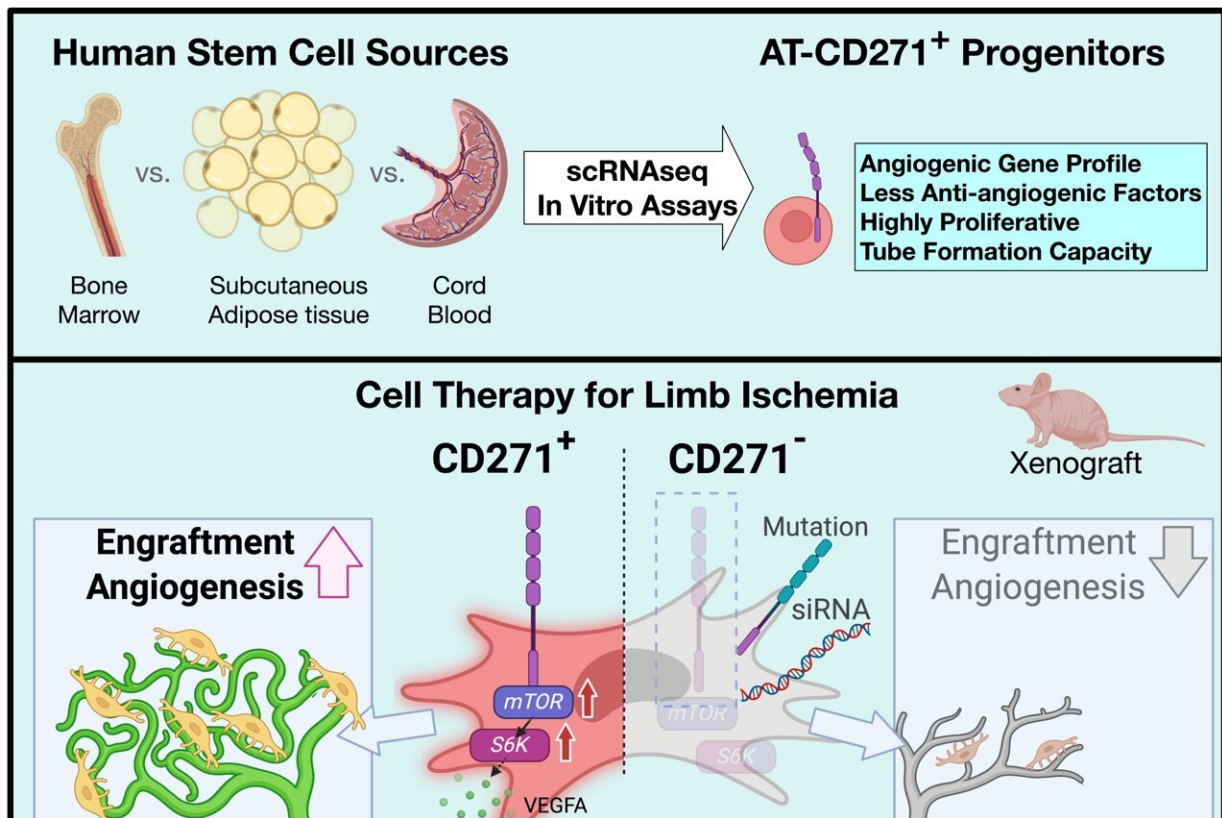 Human Stem Cell Sources
AT-CD271+ Progenitors
vs.
vs.
Bone
Marrow
Subcutaneous
Adipose tissue
Cord
Blood
scRNAseq
In Vitro Assays
Angiogenic Gene Profile
Less Anti-angiogenic Factors
Highly Proliferative
Tube Formation Capacity
Cell Therapy for Limb Ischemia
Xenograft
CD271+
CD271-
Engraftment
Angiogenesis
mTOR
S6K
VEGFA
Mutation
siRNA
mTOR
S6K
Engraftment
Angiogenesis